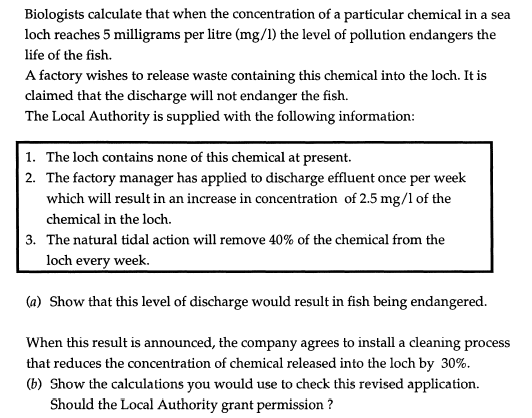 Biologists calculate that when the concentration of a particular chemical in a sea
loch reaches 5 milligrams per litre (mg/l) the level of pollution endangers the
life of the fish.
A factory wishes to release waste containing this chemical into the loch. It is
claimed that the discharge will not endanger the fish.
The Local Authority is supplied with the following information:
1. The loch contains none of this chemical at present.
2. The factory manager has applied to discharge effluent once per week
which will result in an increase in concentration of 2.5 mg/l of the
chemical in the loch.
3. The natural tidal action will remove 40% of the chemical from the
loch every week.
(a) Show that this level of discharge would result in fish being endangered.
When this result is announced, the company agrees to install a cleaning process
that reduces the concentration of chemical released into the loch by 30%.
(b) Show the calculations you would use to check this revised application.
Should the Local Authority grant permission ?